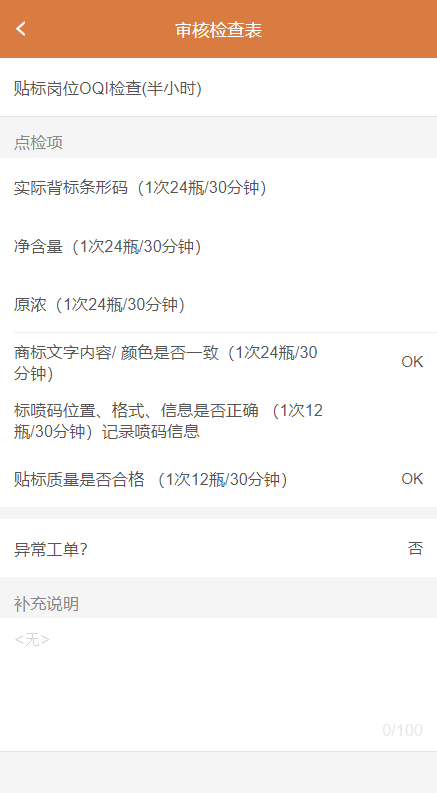 审核检查表
贴标岗位OQI检查(半小时)
点检项
实际背标条形码（1次24瓶/30分钟）
净含量（1次24瓶/30分钟）
原浓（1次24瓶/30分钟）
商标文字内容/ 颜色是否一致（1次24瓶/30
分钟）
OK
标喷码位置、格式、信息是否正确 （1次12
瓶/30分钟）记录喷码信息
贴标质量是否合格 （1次12瓶/30分钟）
OK
异常工单?
否
补充说明
<无>
0/100